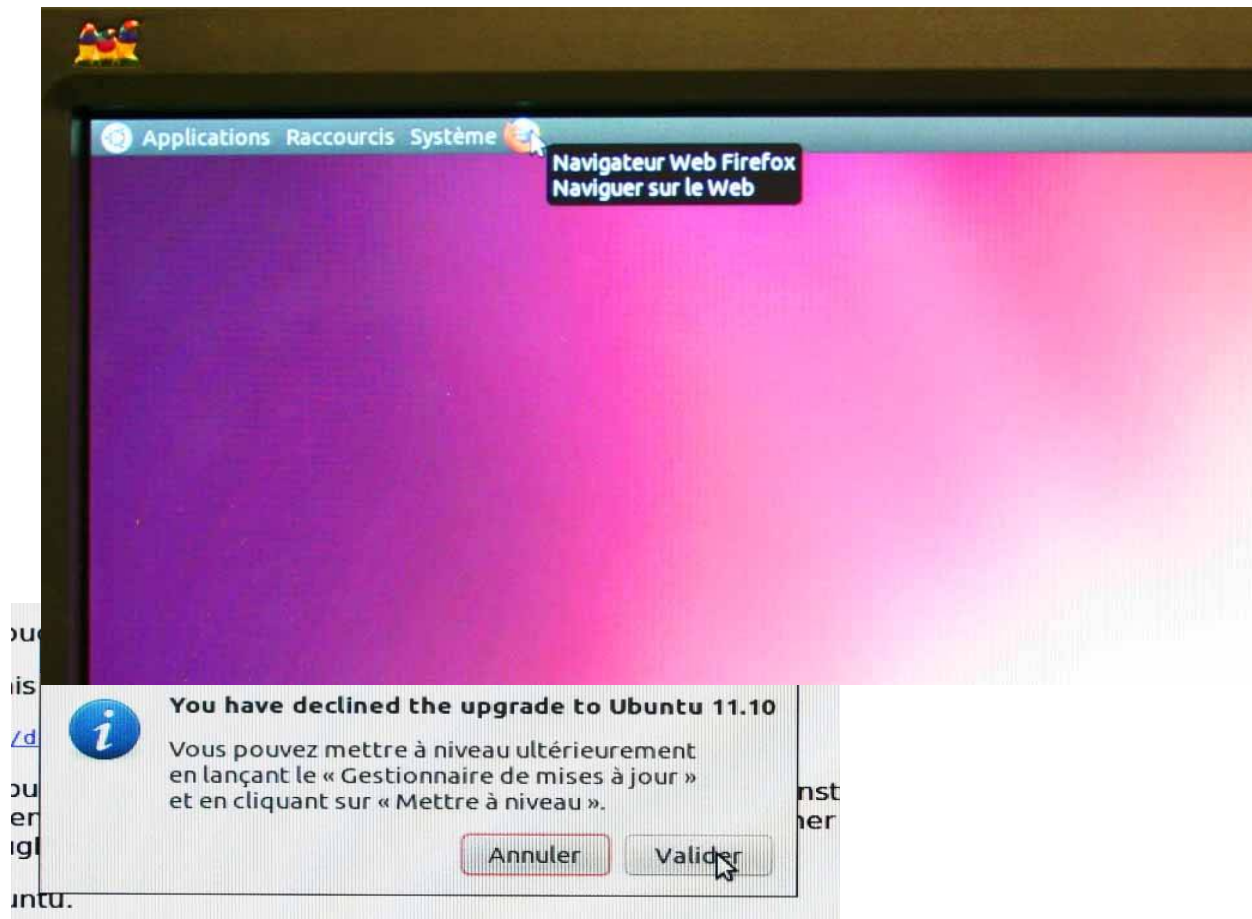 Applications Raccourcis Système
Navigateur Web Firefox
Naviguer sur le Web
You have declined the upgrade to Ubuntu 11.10
Vous pouvez mettre à niveau ultérieurement
en lançant le « Gestionnaire de mises à jour »
et en cliquant sur « Mettre à niveau ».
Annuler Valider